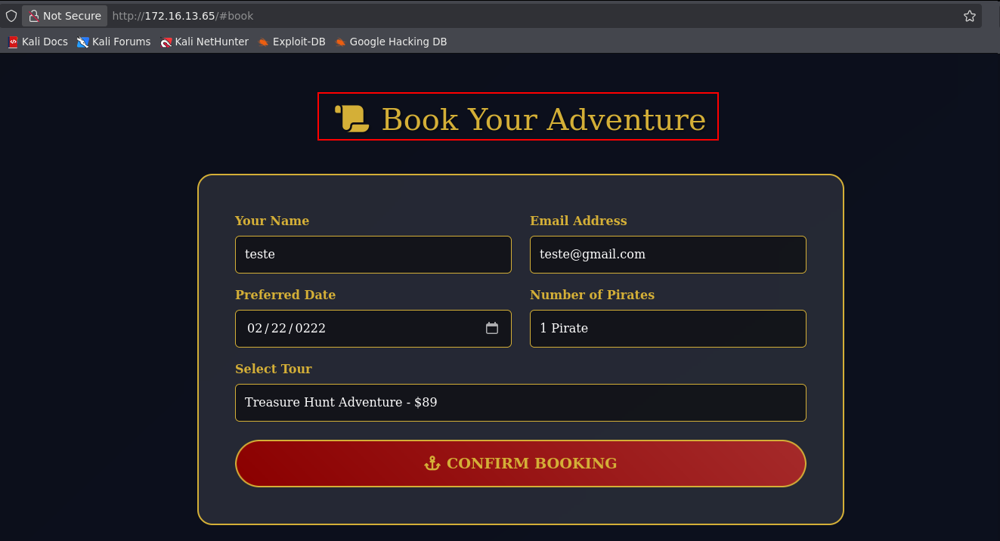 Not Secure http://172.16.13.65/#book
Kali Docs Kali Forums Kali NetHunter Exploit-DB Google Hacking DB
Book Your Adventure
Your Name Email Address
teste teste@gmail.com
Preferred Date Number of Pirates
02/22/0222 1 Pirate
Select Tour
Treasure Hunt Adventure - $89
CONFIRM BOOKING